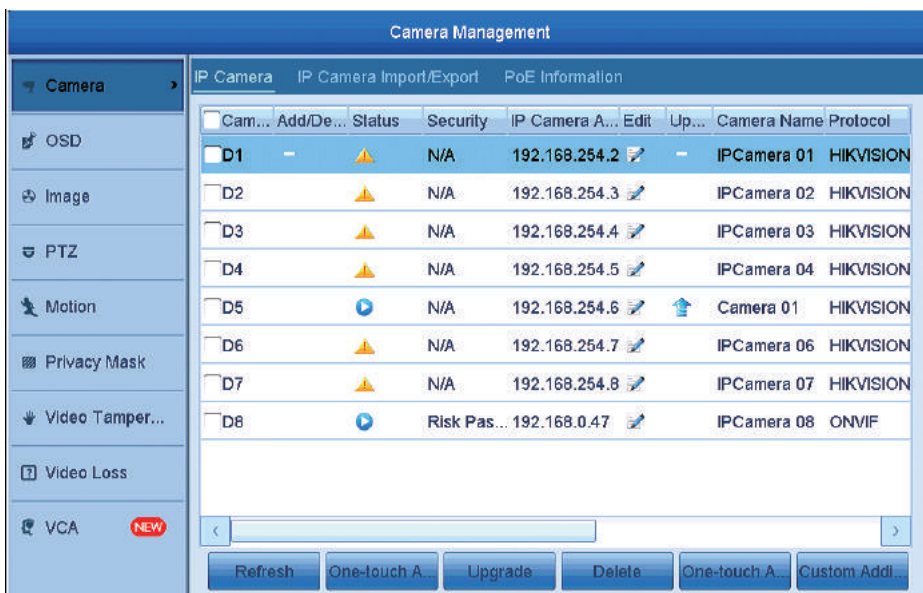 Camera Management
IP Camera IP Camera Import/Export PoE Information
Camera
OSD
Image
PTZ
Motion
Privacy Mask
Video Tamper...
Video Loss
VCA NEW
Cam... Add/De... Status Security IP Camera A... Edit Up... Camera Name Protocol
D1 – N/A 192.168.254.2 – IPCamera 01 HIKVISION
D2 N/A 192.168.254.3 IPCamera 02 HIKVISION
D3 N/A 192.168.254.4 IPCamera 03 HIKVISION
D4 N/A 192.168.254.5 IPCamera 04 HIKVISION
D5 N/A 192.168.254.6 Camera 01 HIKVISION
D6 N/A 192.168.254.7 IPCamera 06 HIKVISION
D7 N/A 192.168.254.8 IPCamera 07 HIKVISION
D8 Risk Pas... 192.168.0.47 IPCamera 08 ONVIF
Refresh One-touch A... Upgrade Delete One-touch A... Custom Addi...